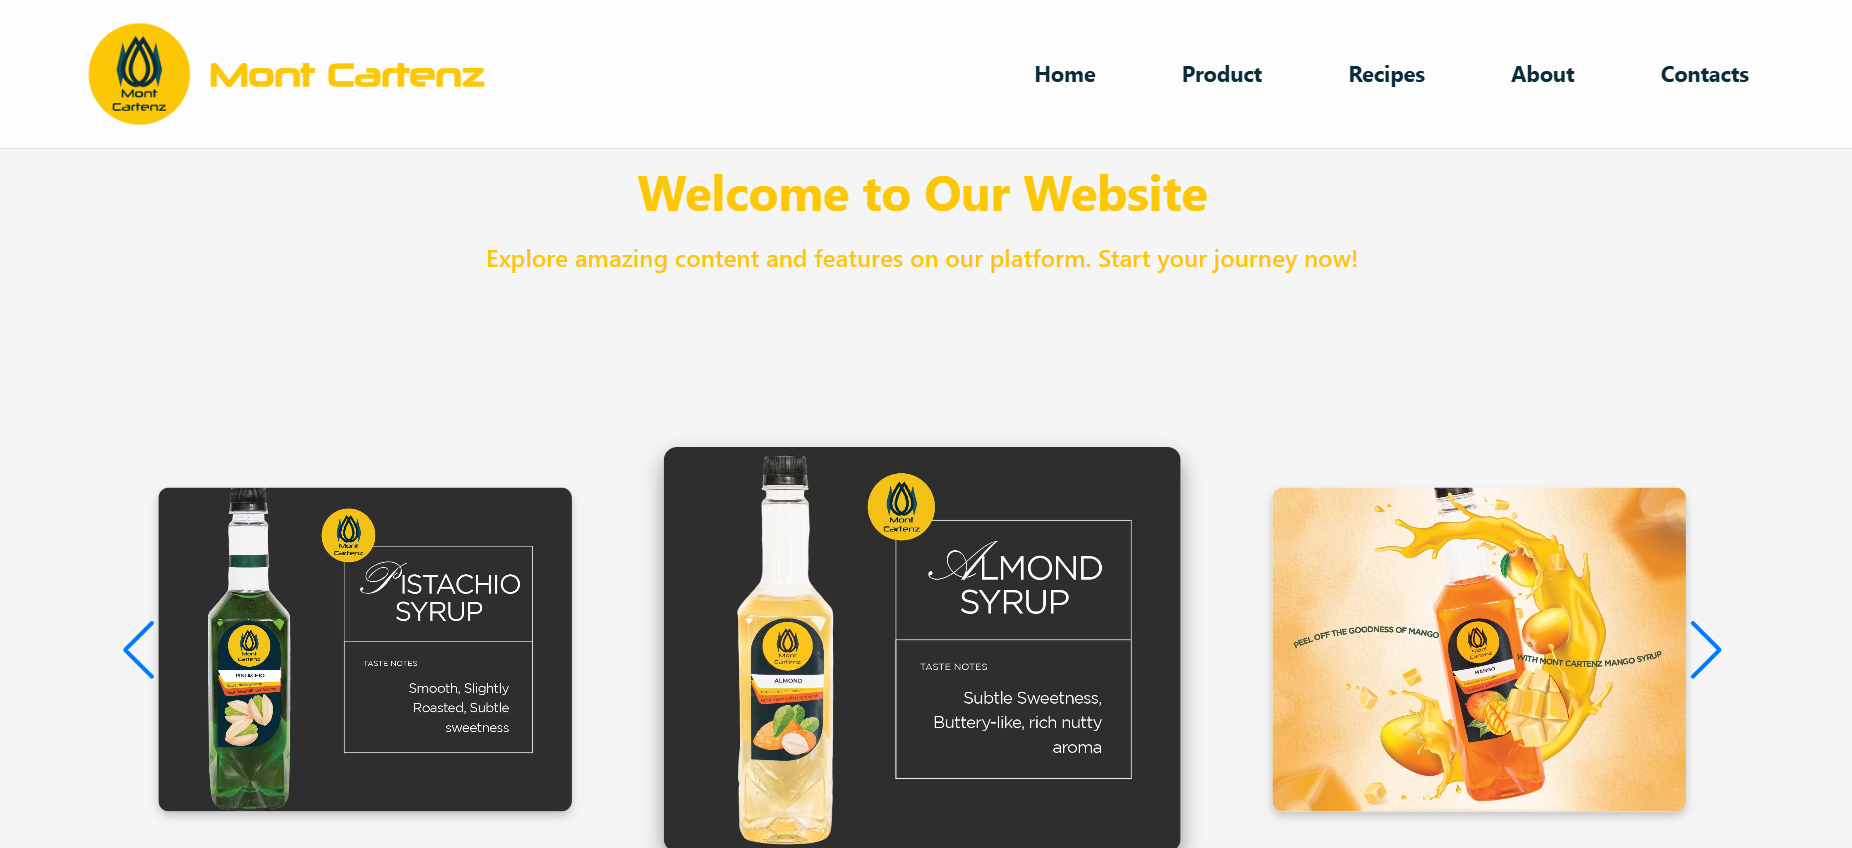 Mont
Cartenz
Mont Cartenz
Home
Product
Recipes
About
Contacts
Welcome to Our Website
Explore amazing content and features on our platform. Start your journey now!
Mont
Cartenz
PISTACHIO
SYRUP
TASTE NOTES
Smooth, Slightly
Roasted, Subtle
sweetness
Mont
Cartenz
PISTACHIO
Mont
Cartenz
ALMOND
SYRUP
TASTE NOTES
Subtle Sweetness,
Buttery-like, rich nutty
aroma
Mont
Cartenz
ALMOND
PEEL OFF THE GOODNESS OF MANGO
WITH MONT CARTENZ MANGO SYRUP
Mont
Cartenz
MANGO